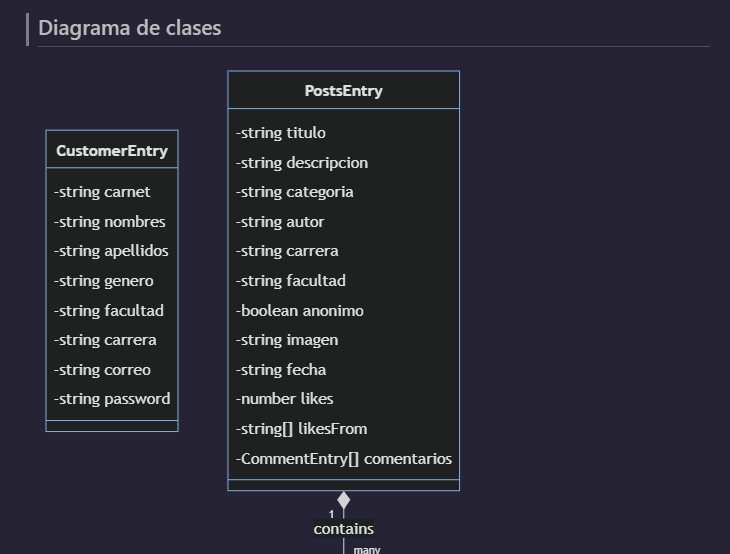 Diagrama de clases
CustomerEntry
-string carnet
-string nombres
-string apellidos
-string genero
-string facultad
-string carrera
-string correo
-string password
PostsEntry
-string titulo
-string descripcion
-string categoria
-string autor
-string carrera
-string facultad
-boolean anonimo
-string imagen
-string fecha
-number likes
-string[] likesFrom
-CommentEntry[] comentarios
1
contains
many